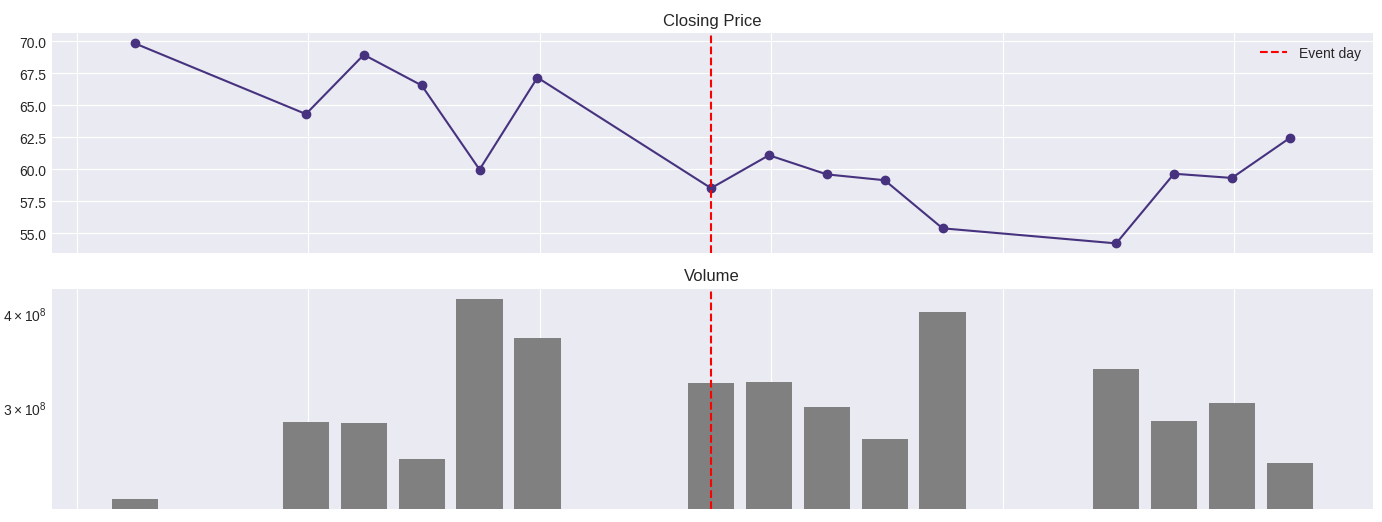 Closing Price
70.0
67.5
65.0
62.5
60.0
57.5
55.0
Event day
Volume
4 × 10⁸
3 × 10⁸